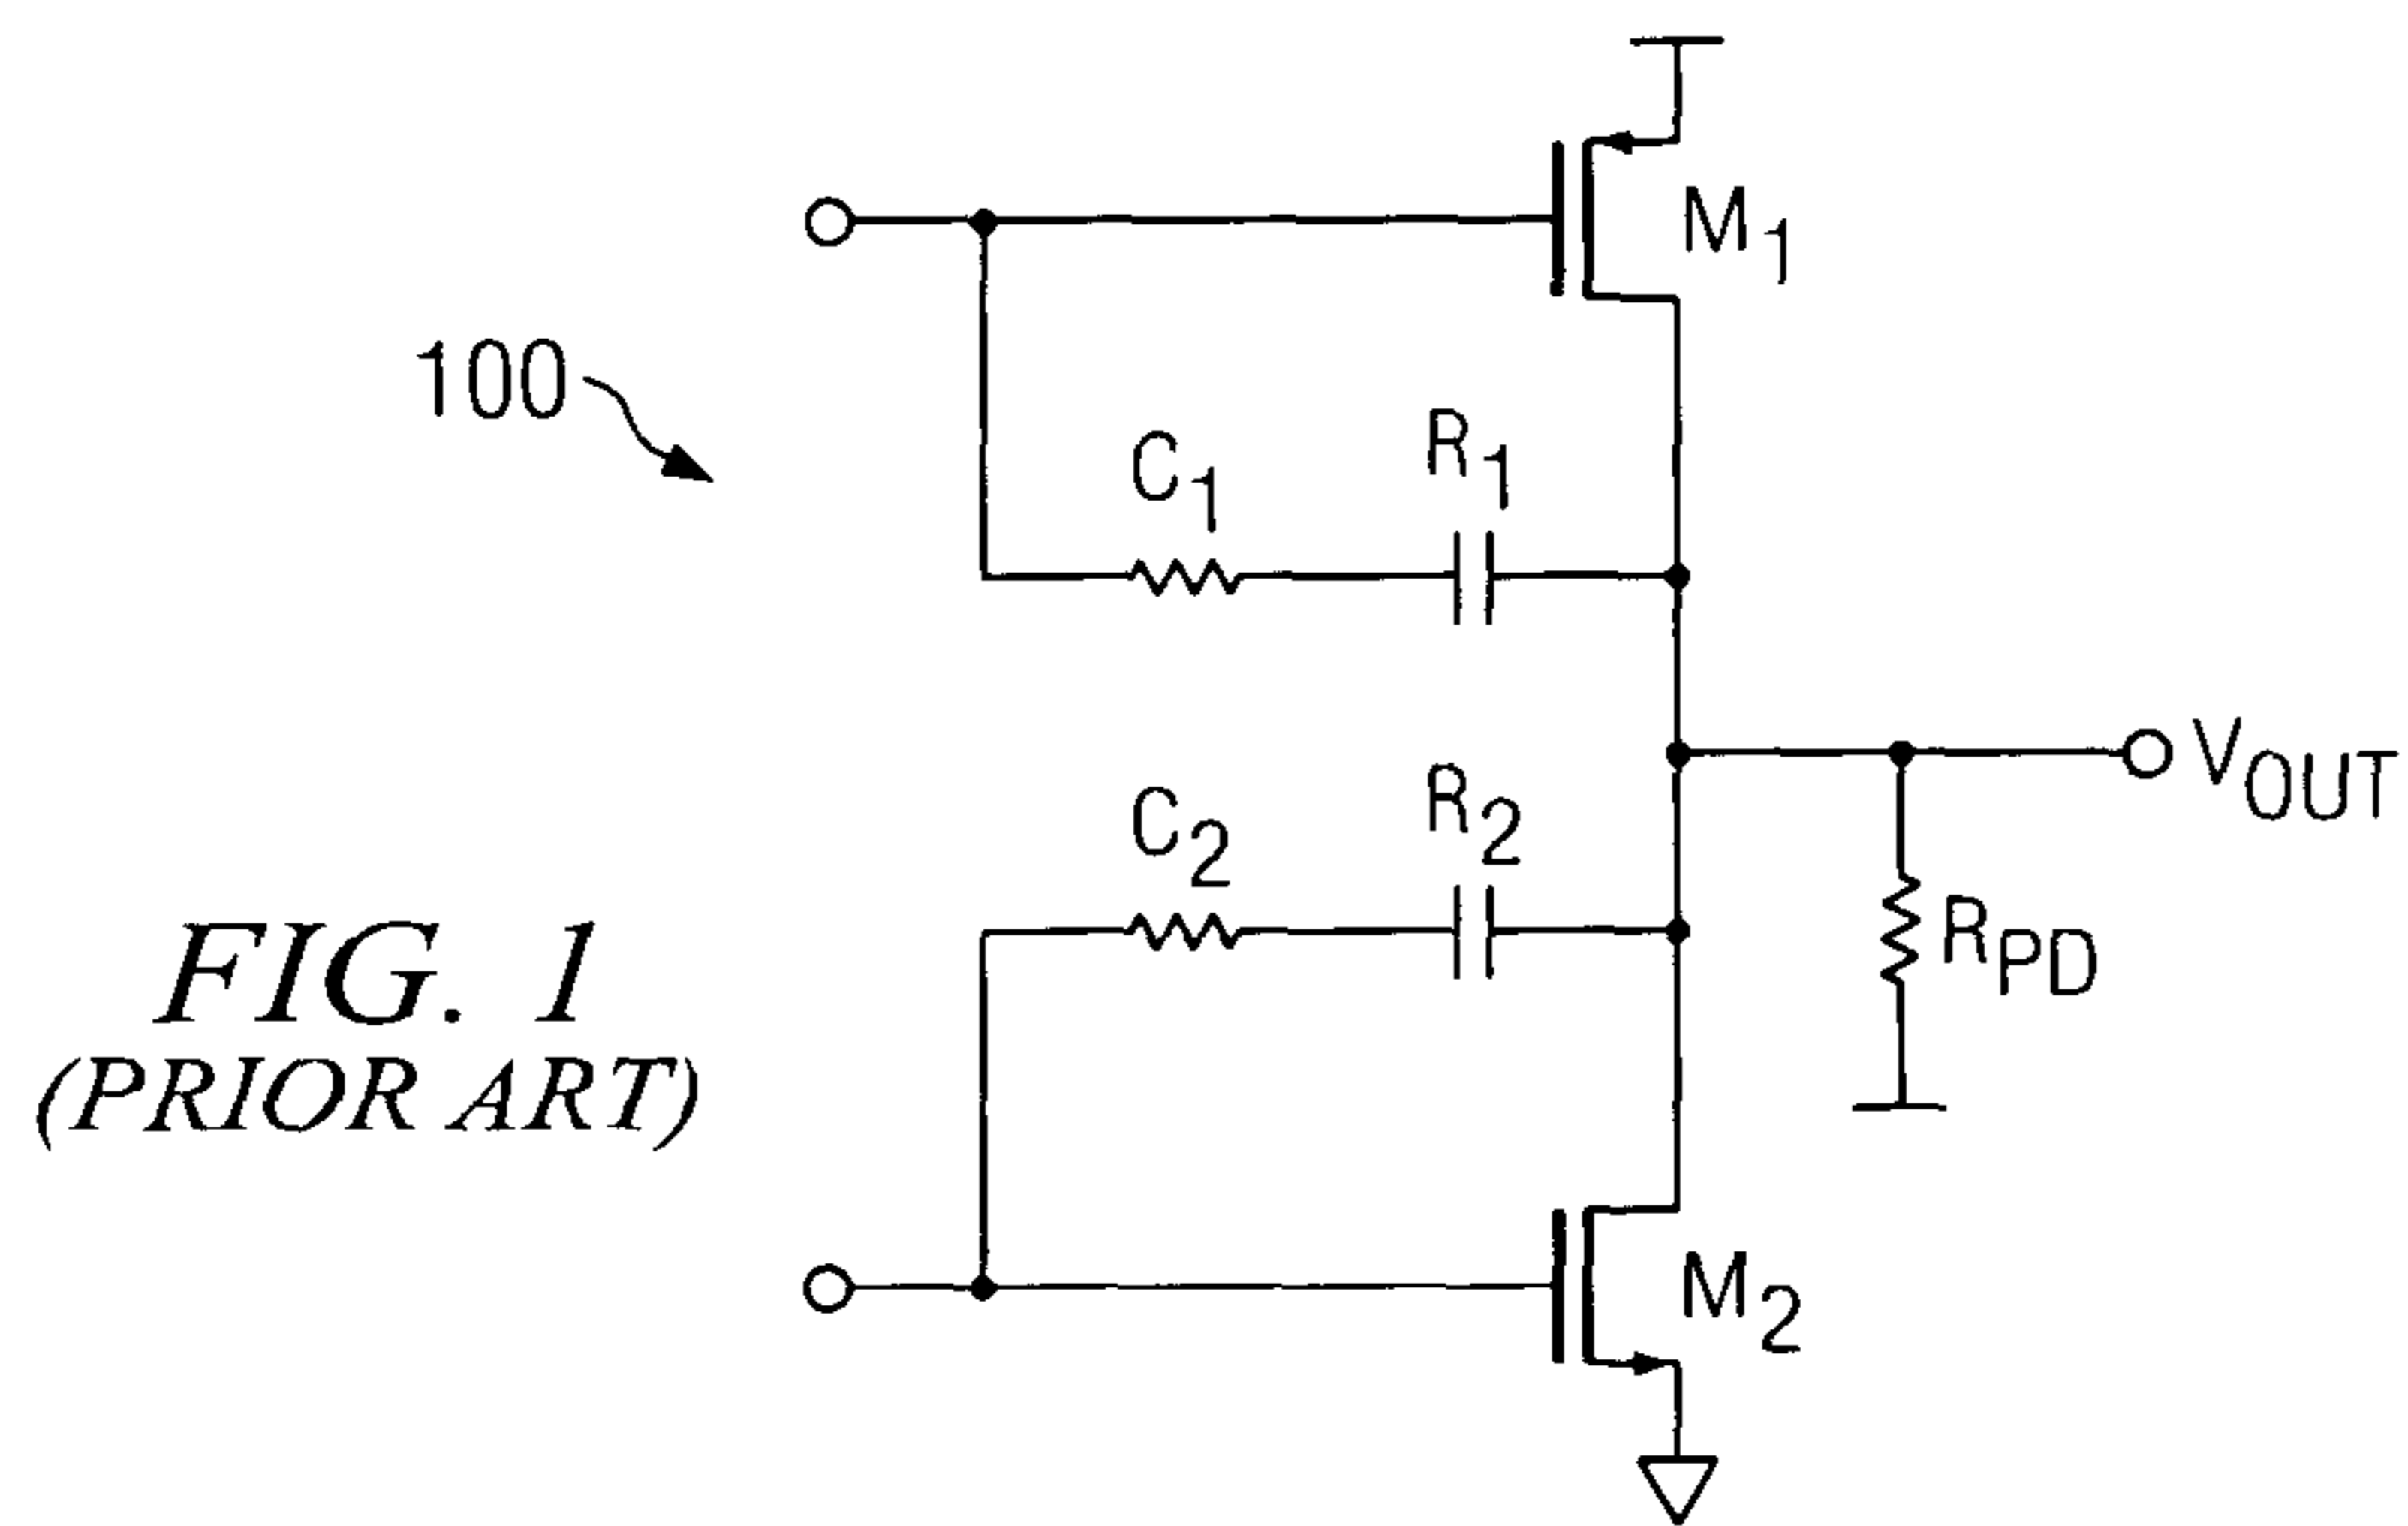 M1
100
C1
R1
VOUT
C2
R2
RPD
FIG. 1
(PRIOR ART)
M2